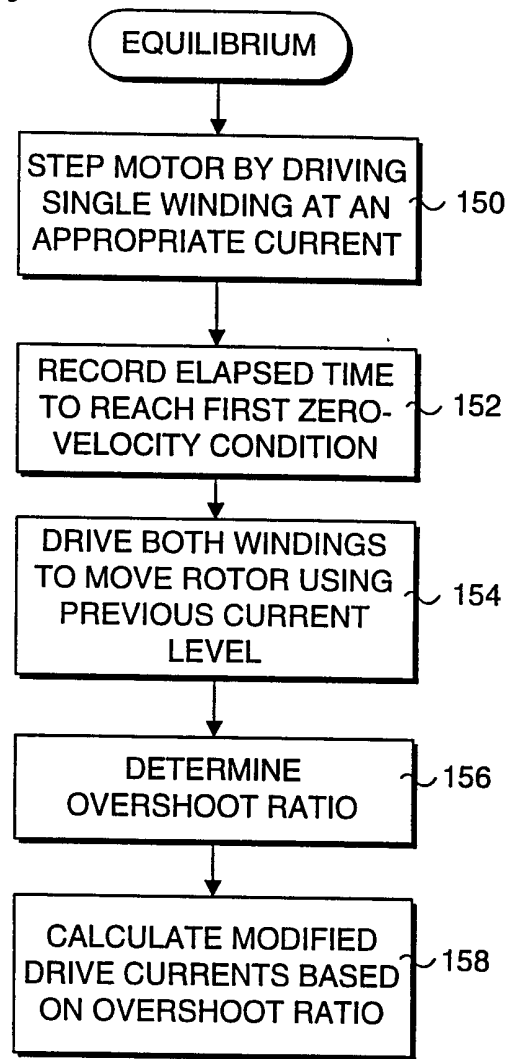 EQUILIBRIUM
STEP MOTOR BY DRIVING
SINGLE WINDING AT AN
APPROPRIATE CURRENT
150
RECORD ELAPSED TIME
TO REACH FIRST ZERO-
VELOCITY CONDITION
152
DRIVE BOTH WINDINGS
TO MOVE ROTOR USING
PREVIOUS CURRENT
LEVEL
154
DETERMINE
OVERSHOOT RATIO
156
CALCULATE MODIFIED
DRIVE CURRENTS BASED
ON OVERSHOOT RATIO
158